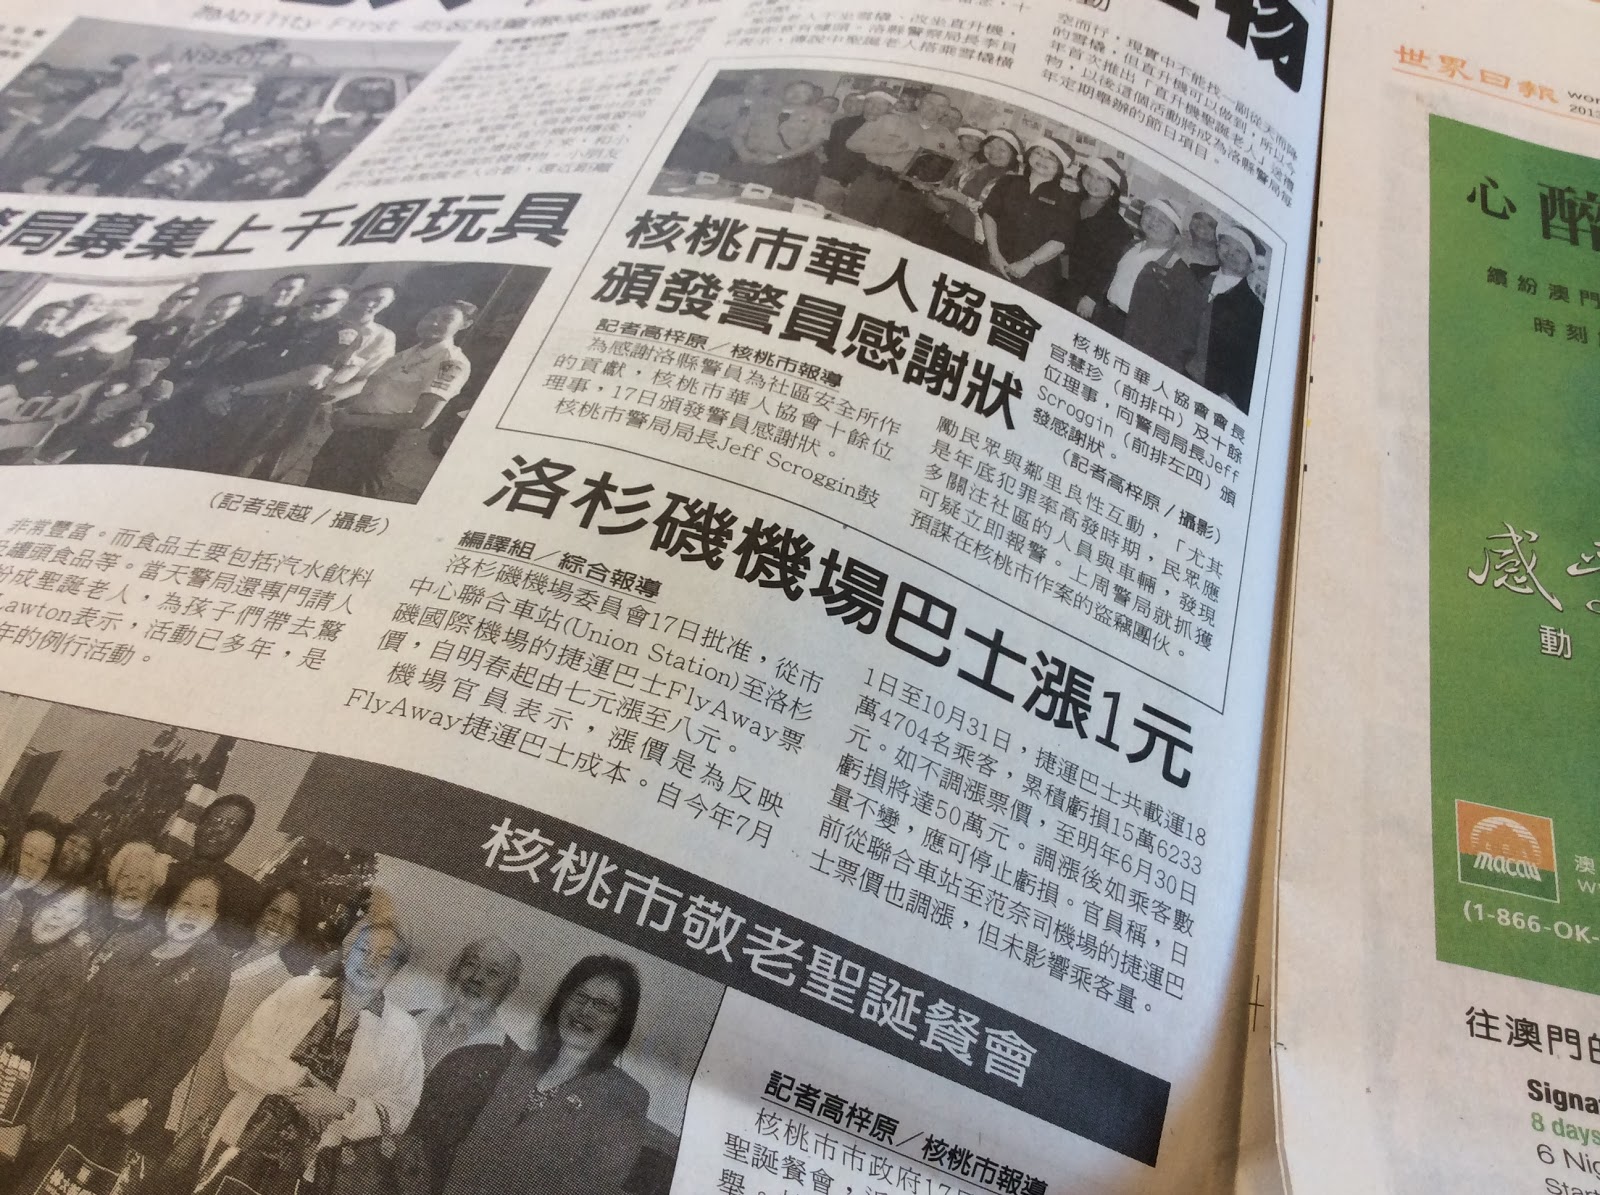 物
N950LA
警局募集上千個玩具
(記者張越／攝影)
非常豐富。而食品主要包括汽水飲料
罐頭食品等。當天警局還專門請人
扮成聖誕老人，為孩子們帶去驚
Lawton表示，活動已多年，是
年的例行活動。
空而行，現實中不能找一副從天而降
的雪橇，但直升機可以做到，所以今
年首次推出「直升機聖誕老人」送禮
物，以後這個活動將成為洛縣警局每
年定期舉辦的節日項目。
核桃市華人協會
頒發警員感謝狀
核桃市華人協會會長
官慧珍（前排中）及十餘
位理事，向警局局長Jeff
Scroggin（前排左四）頒
發感謝狀。
（記者高梓原／攝影）
記者高梓原／核桃市報導
為感謝洛縣警員為社區安全所作
的貢獻，核桃市華人協會十餘位
理事，17日頒發警員感謝狀。
核桃市警局局長Jeff Scroggin鼓
勵民眾與鄰里良性互動，「尤其
是年底犯罪率高發時期，民眾應
多關注社區的人員與車輛，發現
可疑立即報警。上周警局就抓獲
預謀在核桃市作案的盜竊團伙。
洛杉磯機場巴士漲1元
編譯組／綜合報導
洛杉磯機場委員會17日批准，從市
中心聯合車站(Union Station)至洛杉
磯國際機場的捷運巴士FlyAway票
價，自明春起由七元漲至八元。
機場官員表示，漲價是為反映
FlyAway捷運巴士成本。自今年7月
1日至10月31日，捷運巴士共載運18
萬4704名乘客，累積虧損15萬6233
元。如不調漲票價，至明年6月30日
虧損將達50萬元。調漲後如乘客數
量不變，應可停止虧損。官員稱，日
前從聯合車站至范奈司機場的捷運巴
士票價也調漲，但未影響乘客量。
核桃市敬老聖誕餐會
記者高梓原／核桃市報導
核桃市市政府17日
聖誕餐會，
舉
世界日報
心 醉
繽紛澳門
時刻
感
動
macau
澳
(1-866-OK-
往澳門的
Signa
8 days
6 Nig